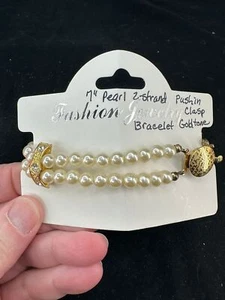 7" Pearl 2-Strand Pushin
Clasp
Fashion Jewelry
Bracelet Goldtone